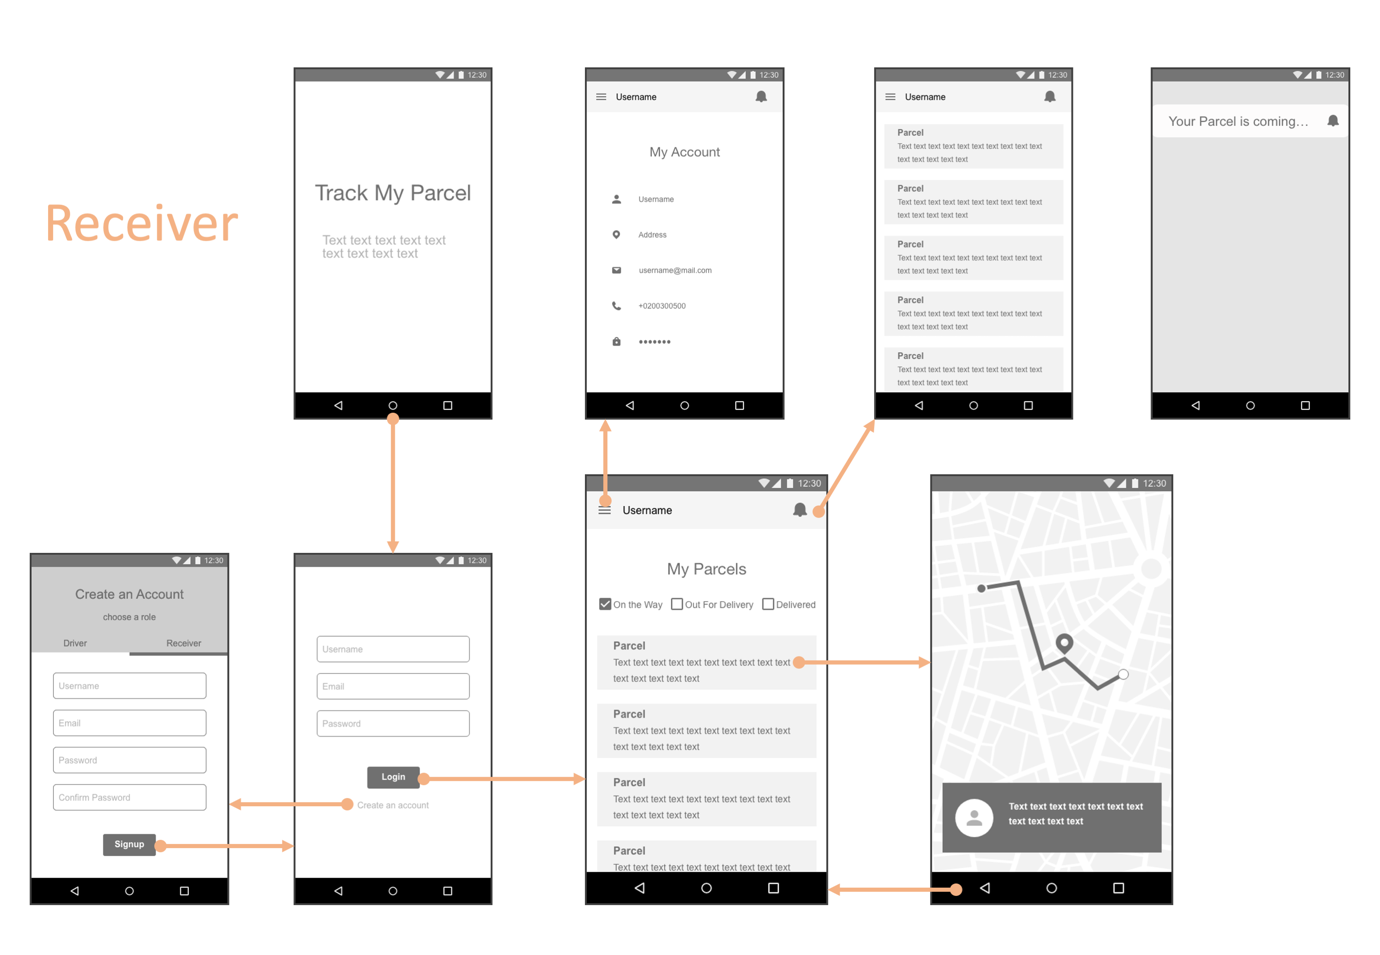 Receiver
12:30
Track My Parcel
Text text text text text
text text text text
12:30
Username
My Account
Username
Address
username@mail.com
+0200300500
12:30
Username
Parcel
Text text text text text text text text text text
text text text text text
Parcel
Text text text text text text text text text text
text text text text text
Parcel
Text text text text text text text text text text
text text text text text
Parcel
Text text text text text text text text text text
text text text text text
Parcel
Text text text text text text text text text text
text text text text text
12:30
Your Parcel is coming...
12:30
Create an Account
choose a role
Driver
Receiver
Username
Email
Password
Confirm Password
Signup
12:30
Username
Email
Password
Login
Create an account
12:30
Username
My Parcels
On the Way
Out For Delivery
Delivered
Parcel
Text text text text text text text text text text
text text text text text
Parcel
Text text text text text text text text text text
text text text text text
Parcel
Text text text text text text text text text text
text text text text text
Parcel
Text text text text text text text text text text
12:30
Text text text text text text text
text text text text